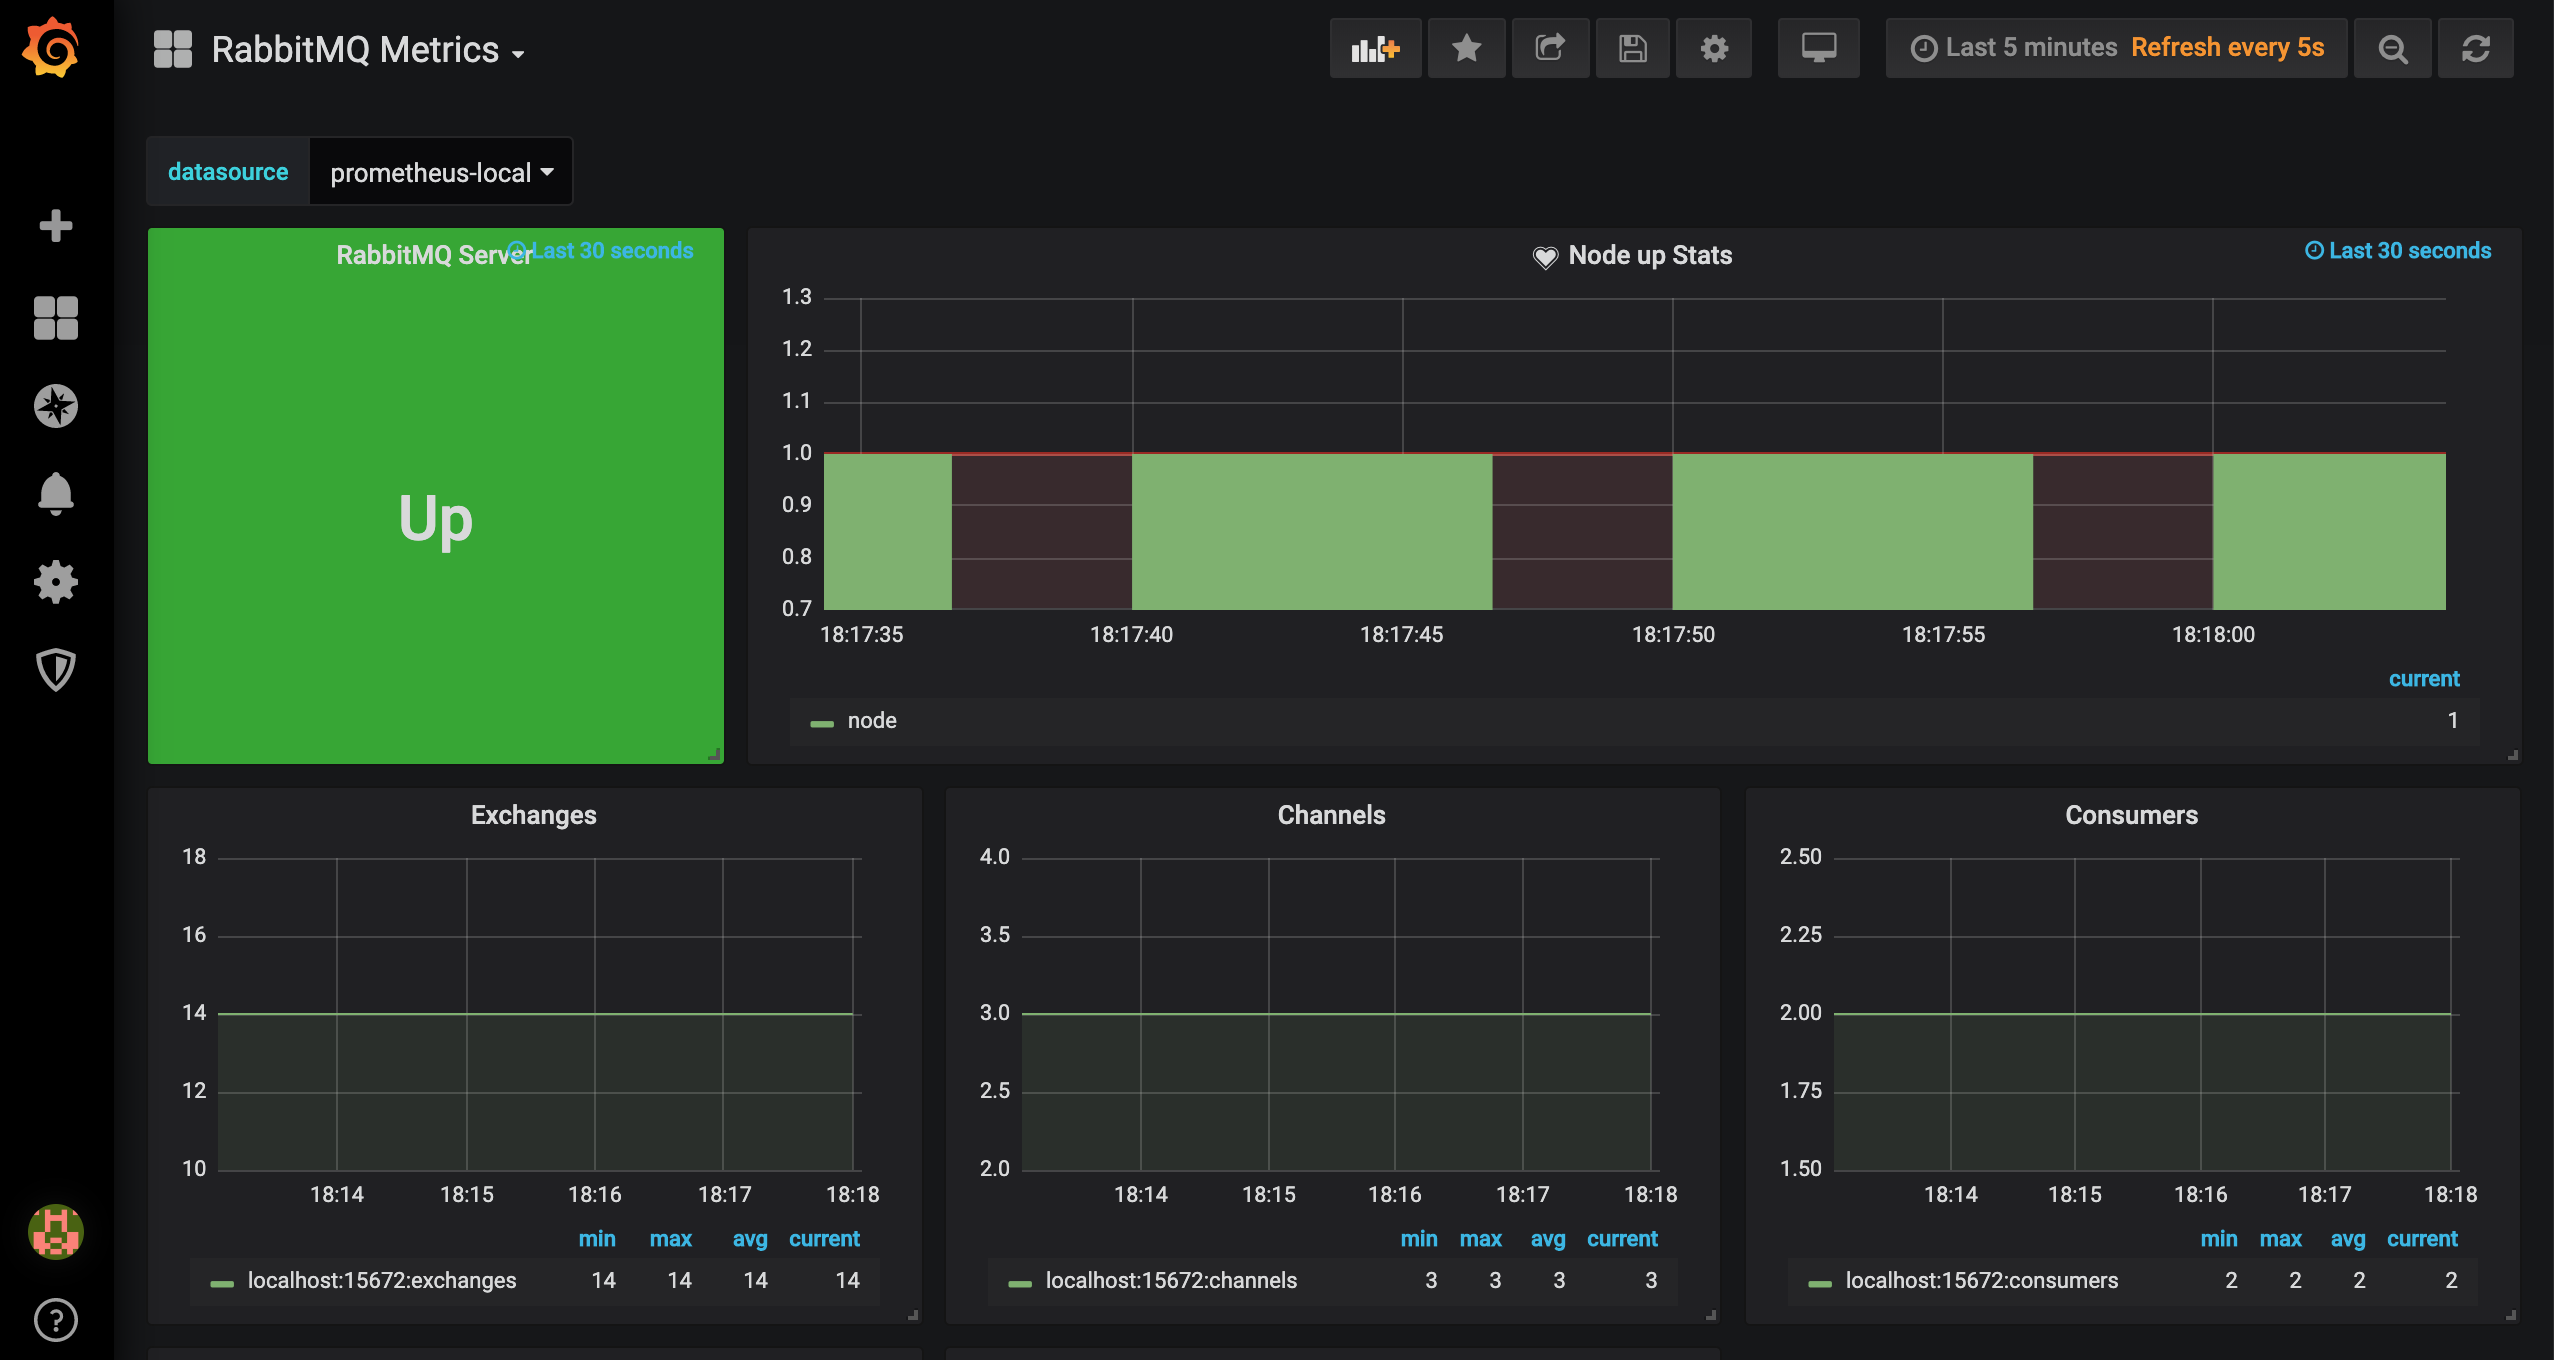 RabbitMQ Metrics
Last 5 minutes Refresh every 5s
datasource prometheus-local
RabbitMQ Server Last 30 seconds
Up
Node up Stats
Last 30 seconds
1.3
1.2
1.1
1.0
0.9
0.8
0.7
18:17:35 18:17:40 18:17:45 18:17:50 18:17:55 18:18:00
current
node 1
Exchanges
18
16
14
12
10
18:14 18:15 18:16 18:17 18:18
min max avg current
localhost:15672:exchanges 14 14 14 14
Channels
4.0
3.5
3.0
2.5
2.0
18:14 18:15 18:16 18:17 18:18
min max avg current
localhost:15672:channels 3 3 3 3
Consumers
2.50
2.25
2.00
1.75
1.50
18:14 18:15 18:16 18:17 18:18
min max avg current
localhost:15672:consumers 2 2 2 2